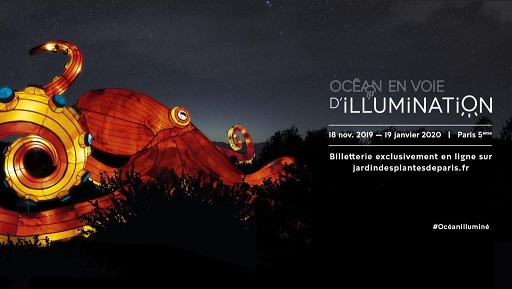 OCÉAN EN VOIE
D'iLLUMiNATiON
18 nov. 2019 — 19 janvier 2020 | Paris 5ème
Billetterie exclusivement en ligne sur
jardindesplantesdeparis.fr
#Océanilluminé